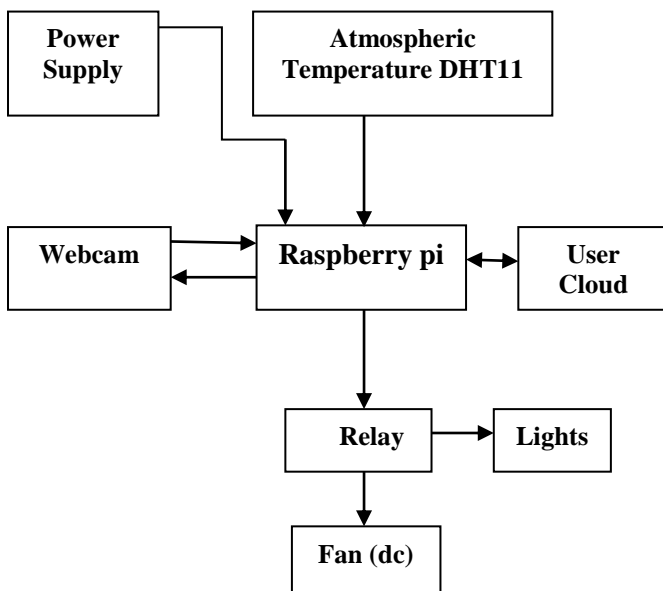 Power
Supply
Atmospheric
Temperature DHT11
Webcam
Raspberry pi
User
Cloud
Relay
Lights
Fan (dc)